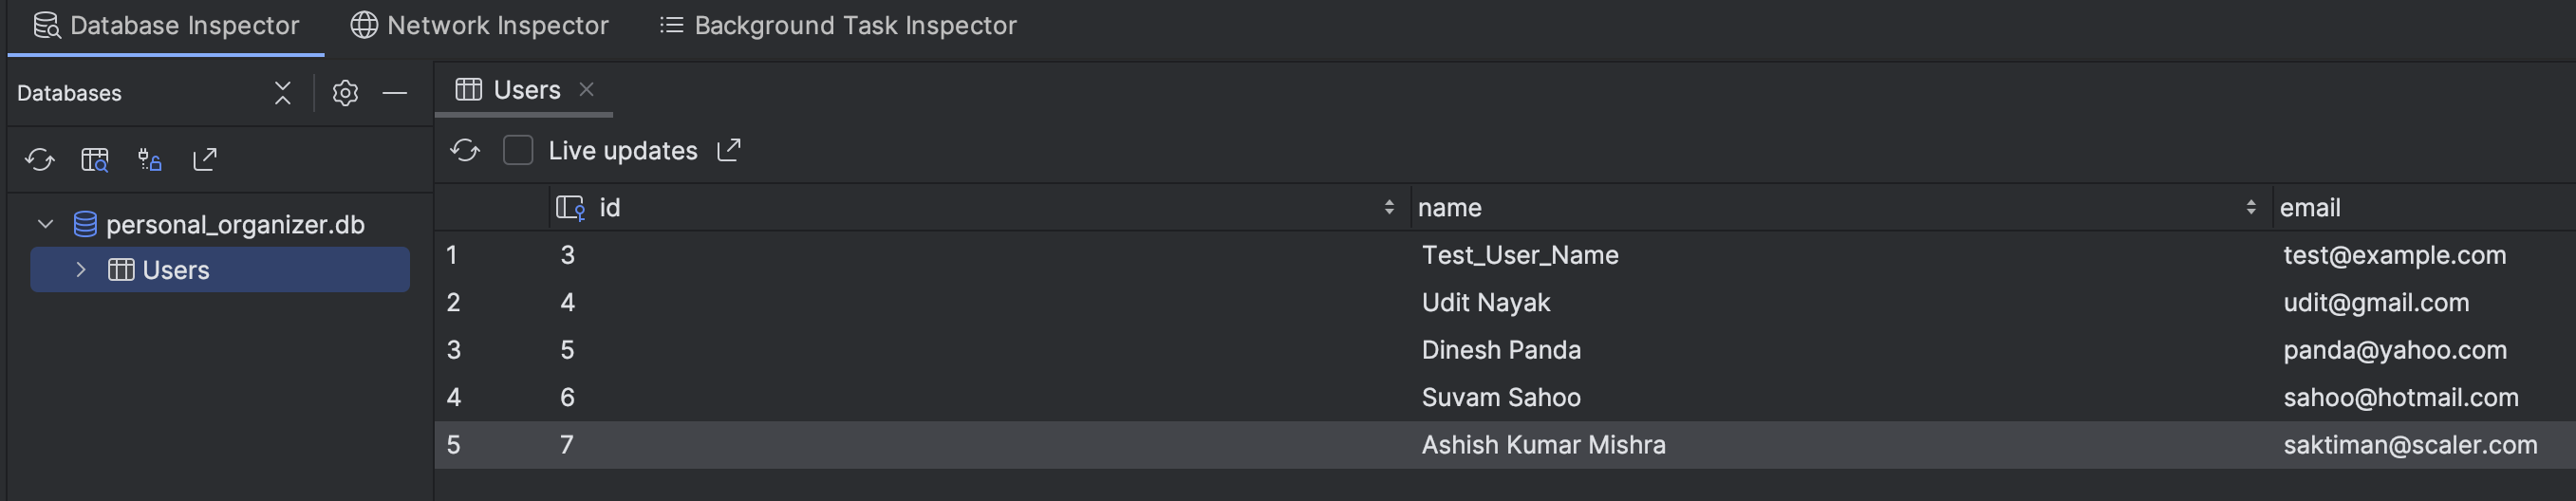 Database Inspector Network Inspector Background Task Inspector
Databases
Users
Live updates
personal_organizer.db
Users
id name email
1 3 Test_User_Name test@example.com
2 4 Udit Nayak udit@gmail.com
3 5 Dinesh Panda panda@yahoo.com
4 6 Suvam Sahoo sahoo@hotmail.com
5 7 Ashish Kumar Mishra saktiman@scaler.com